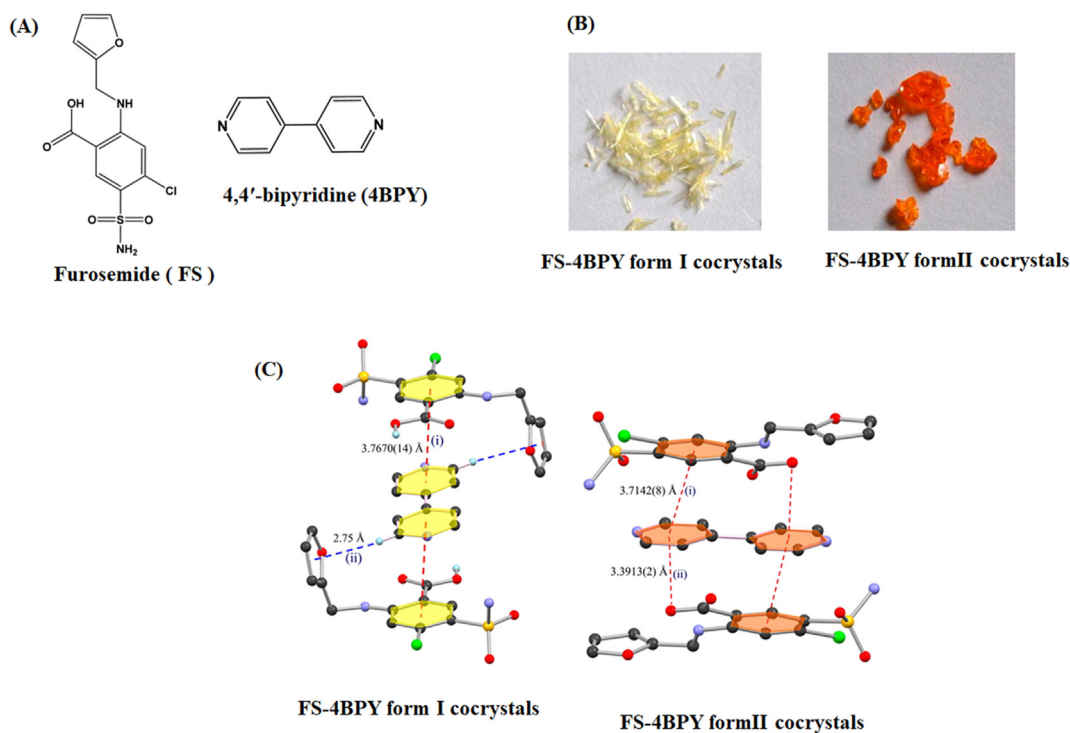 (A)
O
OH
NH
O
Cl
O
S
O
NH2
Furosemide ( FS )
N
N
4,4′-bipyridine (4BPY)
(B)
FS-4BPY form I cocrystals
FS-4BPY formII cocrystals
(C)
3.7670(14) Å
(i)
2.75 Å
(ii)
FS-4BPY form I cocrystals
3.7142(8) Å (i)
3.3913(2) Å (ii)
FS-4BPY formII cocrystals